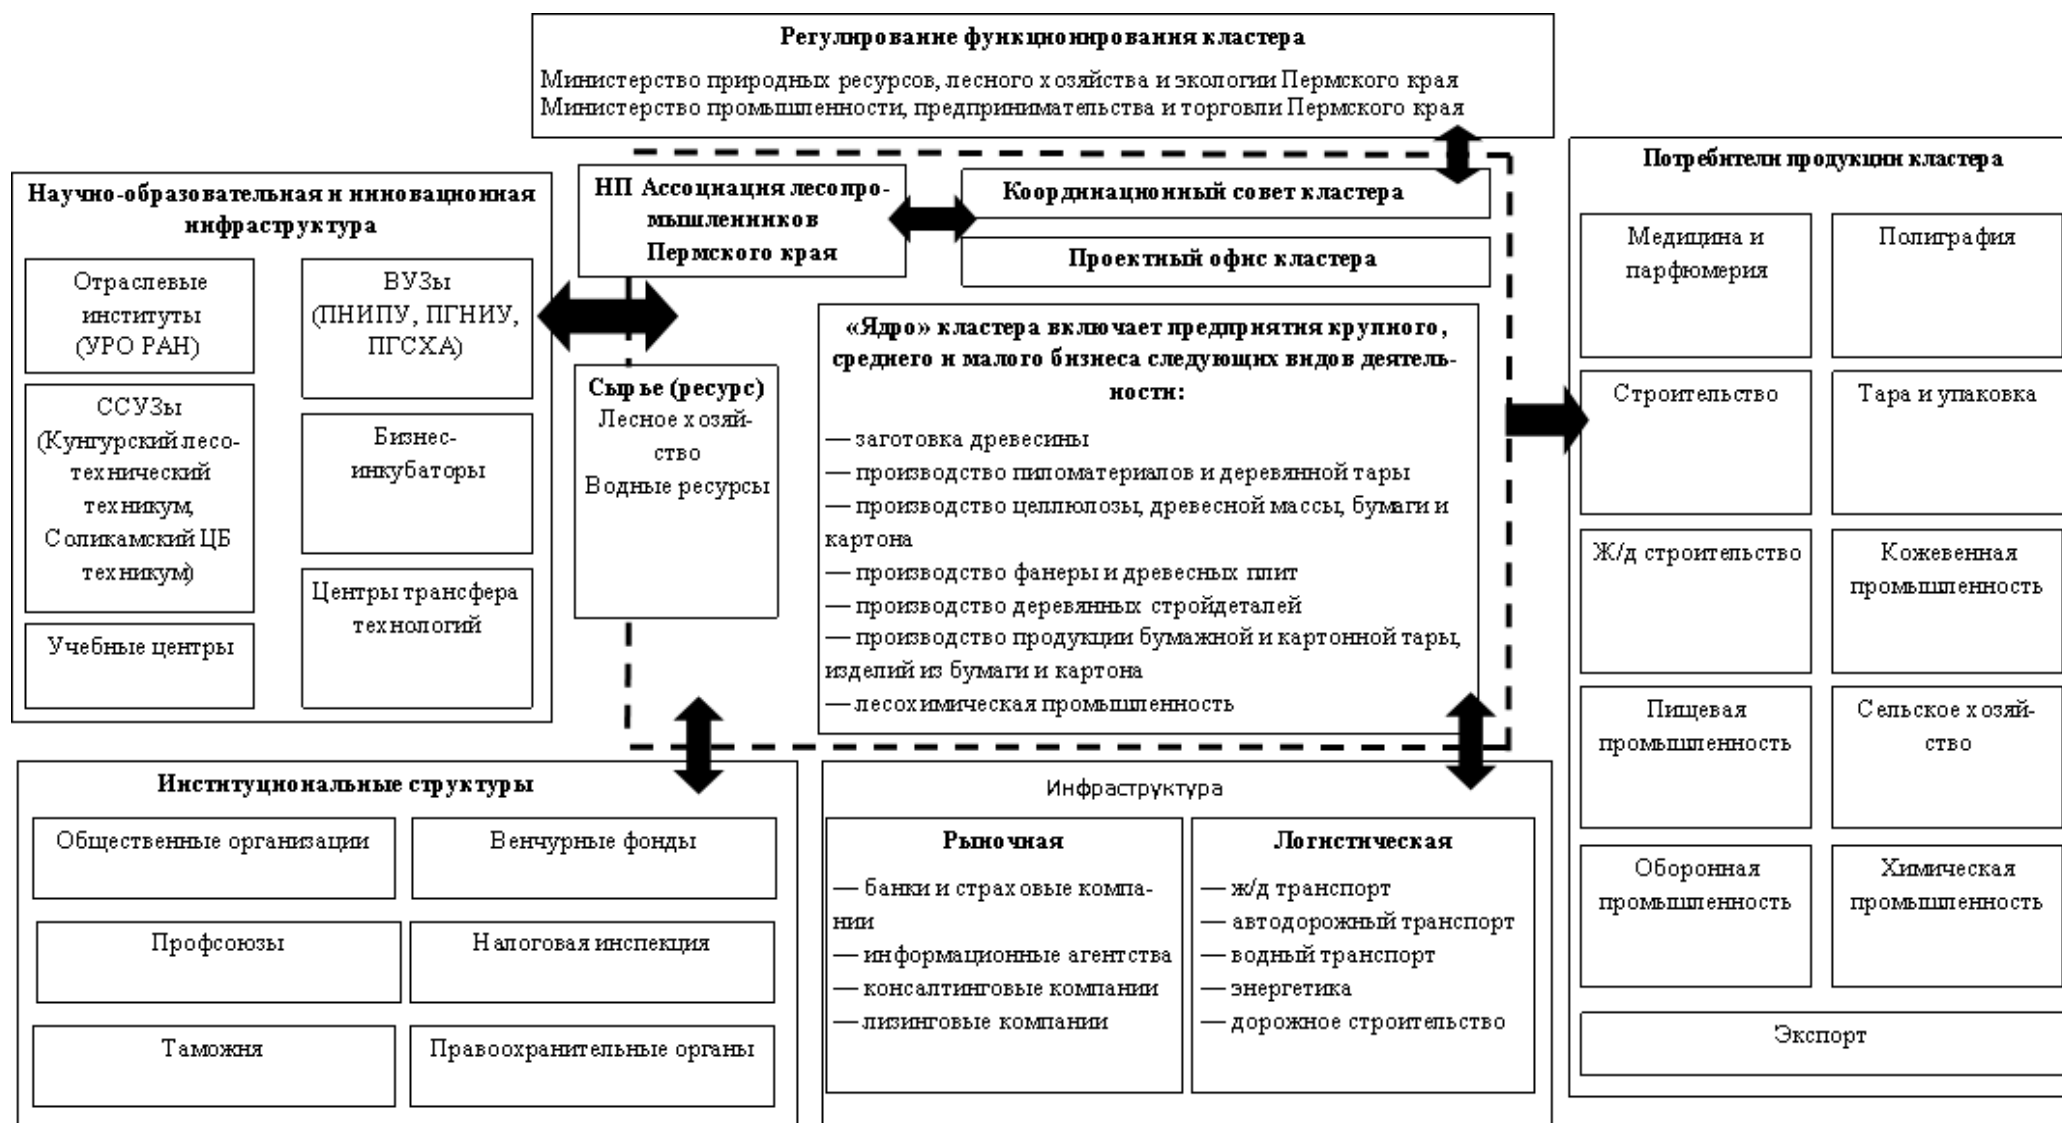 Регулирование функционирования кластера
Министерство природных ресурсов, лесного хозяйства и экологии Пермского края
Министерство промышленности, предпринимательства и торговли Пермского края
Научно-образовательная и инновационная
инфраструктура
Отраслевые
институты
(УРО РАН)
ВУЗы
(ПНИПУ, ПГНИУ,
ПГСХА)
ССУЗы
(Кунгурский лесо-
технический
техникум,
Соликамский ЦБ
техникум)
Бизнес-
инкубаторы
Центры трансфера
технологий
Учебные центры
НП Ассоциация лесопро-
мышленников
Пермского края
Координационный совет кластера
Проектный офис кластера
Сырье (ресурс)
Лесное хозяй-
ство
Водные ресурсы
«Ядро» кластера включает предприятия крупного,
среднего и малого бизнеса следующих видов деятель-
ности:
— заготовка древесины
— производство пиломатериалов и деревянной тары
— производство целлюлозы, древесной массы, бумаги и
картона
— производство фанеры и древесных плит
— производство деревянных стройдеталей
— производство продукции бумажной и картонной тары,
изделий из бумаги и картона
— лесохимическая промышленность
Потребители продукции кластера
Медицина и
парфюмерия
Полиграфия
Строительство
Тара и упаковка
Ж/д строительство
Кожевенная
промышленность
Пищевая
промышленность
Сельское хозяй-
ство
Оборонная
промышленность
Химическая
промышленность
Экспорт
Институциональные структуры
Общественные организации
Венчурные фонды
Профсоюзы
Налоговая инспекция
Таможня
Правоохранительные органы
Инфраструктура
Рыночная
— банки и страховые компа-
нии
— информационные агентства
— консалтинговые компании
— лизинговые компании
Логистическая
— ж/д транспорт
— автодорожный транспорт
— водный транспорт
— энергетика
— дорожное строительство